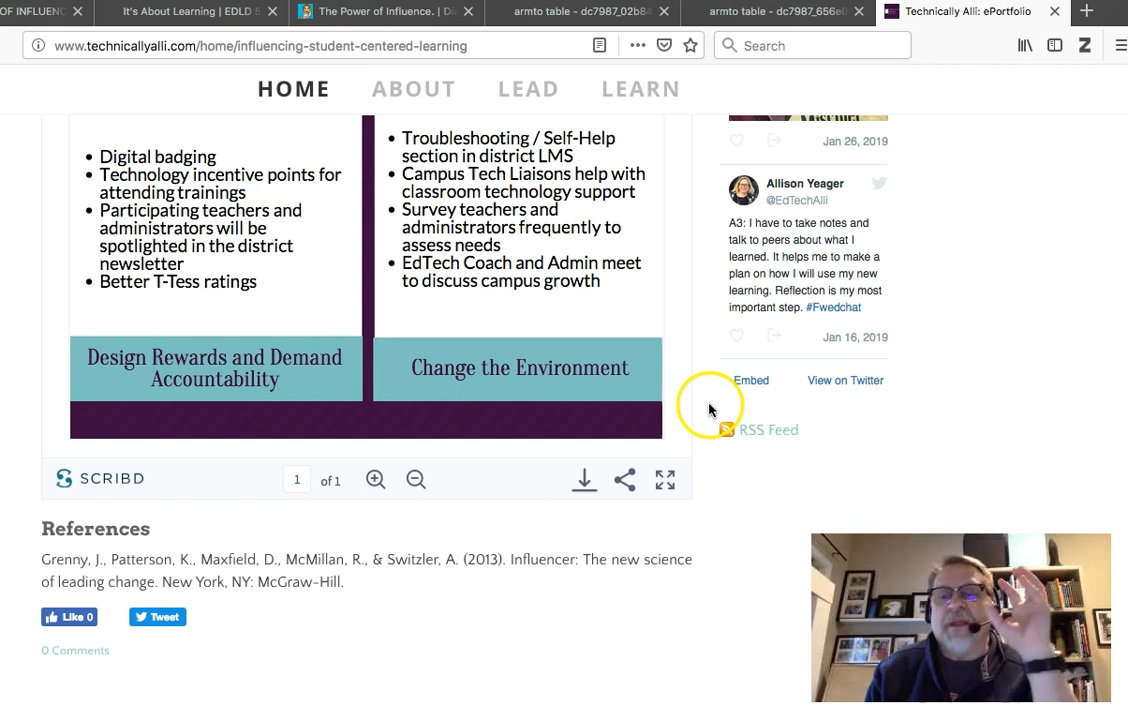 OF INFLUENC
It's About Learning | EDLD 5
The Power of Influence. | Di
armto table - dc7987_02b84
armto table - dc7987_656e0
Technically Alli: ePortfolio
www.technicallyalli.com/home/influencing-student-centered-learning
Search
HOME ABOUT LEAD LEARN
• Digital badging
• Technology incentive points for
attending trainings
• Participating teachers and
administrators will be
spotlighted in the district
newsletter
• Better T-Tess ratings
Design Rewards and Demand
Accountability
• Troubleshooting / Self-Help
section in district LMS
• Campus Tech Liaisons help with
classroom technology support
• Survey teachers and
administrators frequently to
assess needs
• EdTech Coach and Admin meet
to discuss campus growth
Change the Environment
SCRIBD
1 of 1
References
Grenny, J., Patterson, K., Maxfield, D., McMillan, R., & Switzler, A. (2013). Influencer: The new science
of leading change. New York, NY: McGraw-Hill.
Like 0
Tweet
0 Comments
Jan 26, 2019
Allison Yeager
@EdTechAlli
A3: I have to take notes and
talk to peers about what I
learned. It helps me to make a
plan on how I will use my new
learning. Reflection is my most
important step. #Fwedchat
Jan 16, 2019
Embed
View on Twitter
RSS Feed